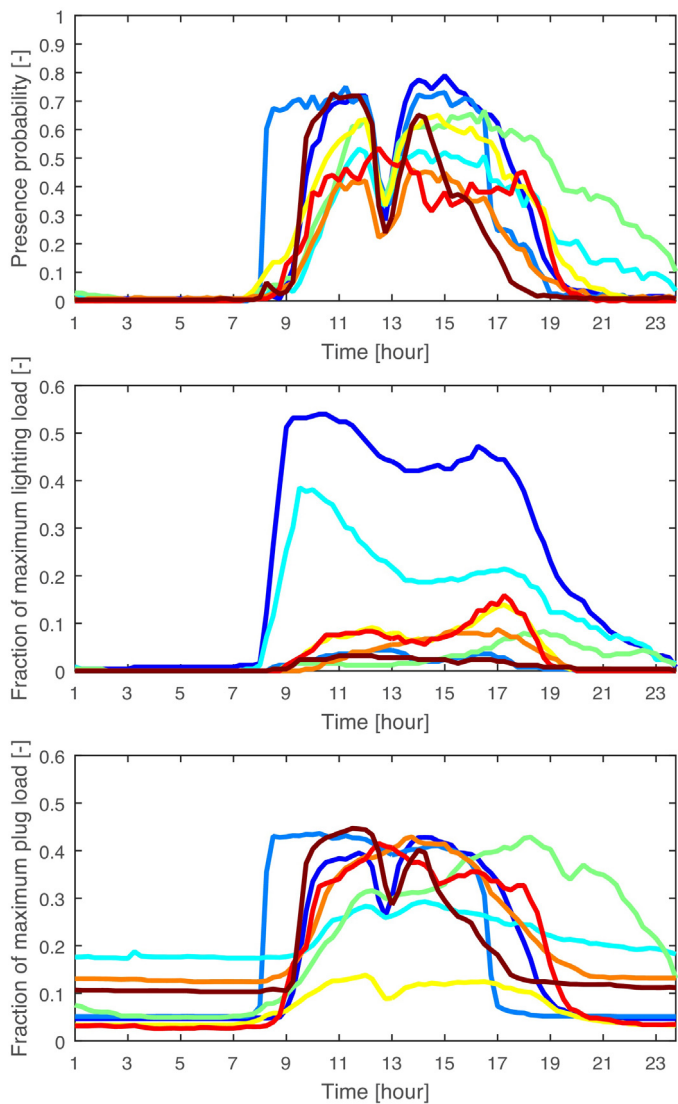 Presence probability [-]
1
0.9
0.8
0.7
0.6
0.5
0.4
0.3
0.2
0.1
0
1 3 5 7 9 11 13 15 17 19 21 23
Time [hour]
Fraction of maximum lighting load [-]
0.6
0.5
0.4
0.3
0.2
0.1
0
1 3 5 7 9 11 13 15 17 19 21 23
Time [hour]
Fraction of maximum plug load [-]
0.6
0.5
0.4
0.3
0.2
0.1
0
1 3 5 7 9 11 13 15 17 19 21 23
Time [hour]